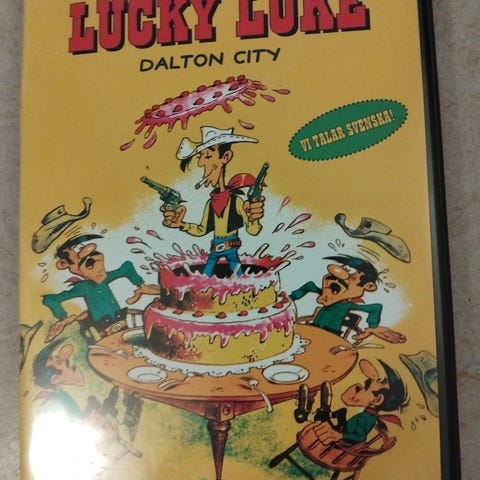 LUCKY LUKE
DALTON CITY
VI TALAR SVENSKA!